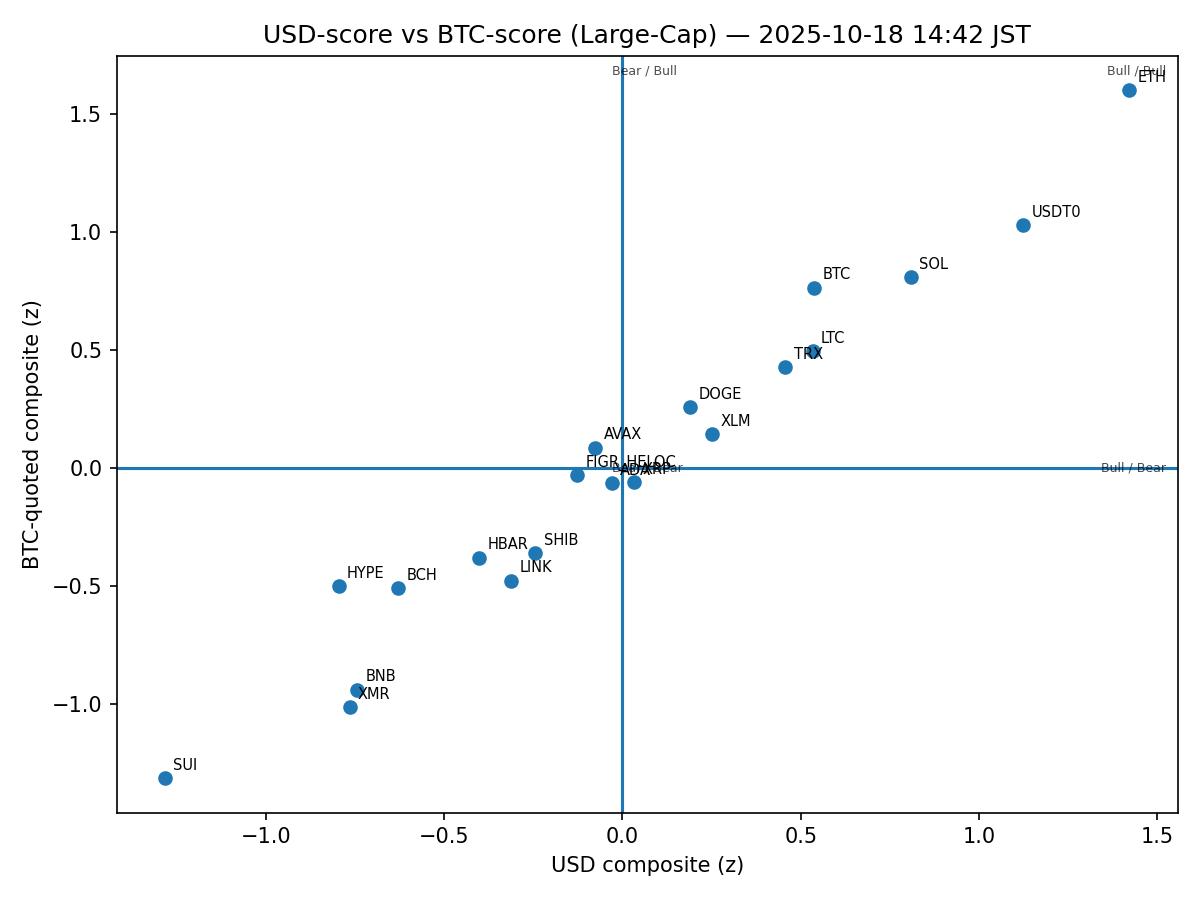 USD-score vs BTC-score (Large-Cap) — 2025-10-18 14:42 JST
Bear / Bull
Bull / Bull
ETH
1.5
USDT0
1.0
SOL
BTC
LTC
0.5
TRX
DOGE
XLM
AVAX
FIGR_HELOC
0.0
ADA
XRP
Bull / Bear
HBAR
SHIB
LINK
HYPE
BCH
−0.5
BNB
XMR
−1.0
SUI
−1.0
−0.5
0.0
0.5
1.0
1.5
USD composite (z)
BTC-quoted composite (z)